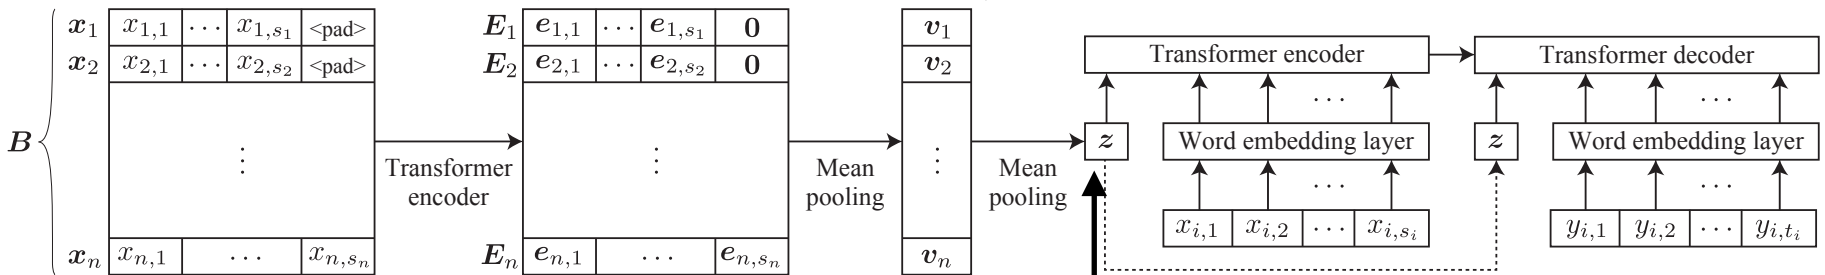 B
x₁ x₁,₁ ··· x₁,s₁ <pad>
x₂ x₂,₁ ··· x₂,s₂ <pad>
⋮
xₙ xₙ,₁ ··· xₙ,sₙ
Transformer
encoder
E₁ e₁,₁ ··· e₁,s₁ 0
E₂ e₂,₁ ··· e₂,s₂ 0
⋮
Eₙ eₙ,₁ ··· eₙ,sₙ
Mean
pooling
v₁
v₂
⋮
vₙ
Mean
pooling
Transformer encoder
···
z
Word embedding layer
···
xᵢ,₁ xᵢ,₂ ··· xᵢ,sᵢ
Transformer decoder
···
z
Word embedding layer
···
yᵢ,₁ yᵢ,₂ ··· yᵢ,tᵢ